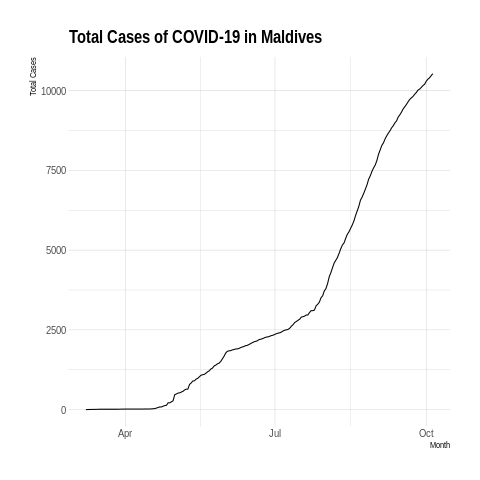 Total Cases of COVID-19 in Maldives
Total Cases
10000
7500
5000
2500
0
Apr
Jul
Oct
Month